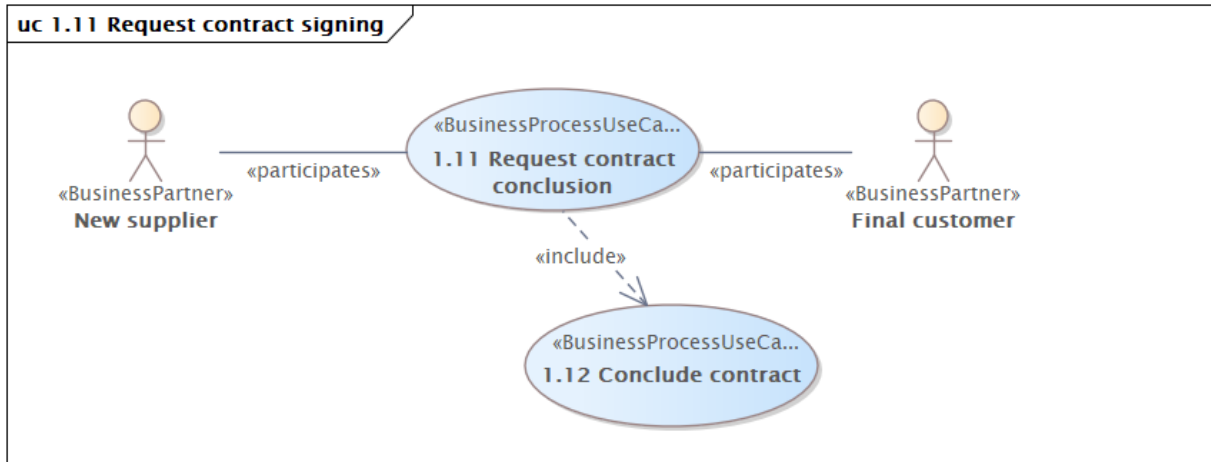 uc 1.11 Request contract signing
«BusinessProcessUseCa...
1.11 Request contract
conclusion
«participates»
«participates»
«BusinessPartner»
New supplier
«BusinessPartner»
Final customer
«include»
«BusinessProcessUseCa...
1.12 Conclude contract